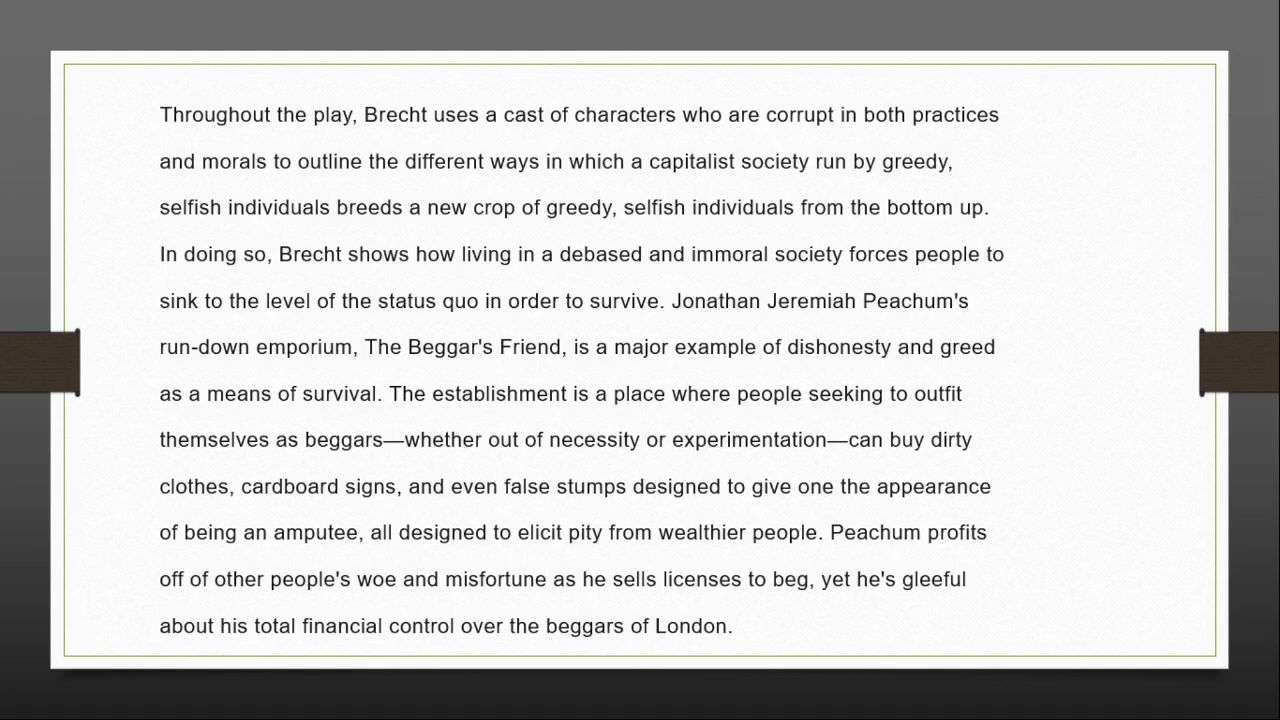 Throughout the play, Brecht uses a cast of characters who are corrupt in both practices
and morals to outline the different ways in which a capitalist society run by greedy,
selfish individuals breeds a new crop of greedy, selfish individuals from the bottom up.
In doing so, Brecht shows how living in a debased and immoral society forces people to
sink to the level of the status quo in order to survive. Jonathan Jeremiah Peachum's
run-down emporium, The Beggar's Friend, is a major example of dishonesty and greed
as a means of survival. The establishment is a place where people seeking to outfit
themselves as beggars—whether out of necessity or experimentation—can buy dirty
clothes, cardboard signs, and even false stumps designed to give one the appearance
of being an amputee, all designed to elicit pity from wealthier people. Peachum profits
off of other people's woe and misfortune as he sells licenses to beg, yet he's gleeful
about his total financial control over the beggars of London.